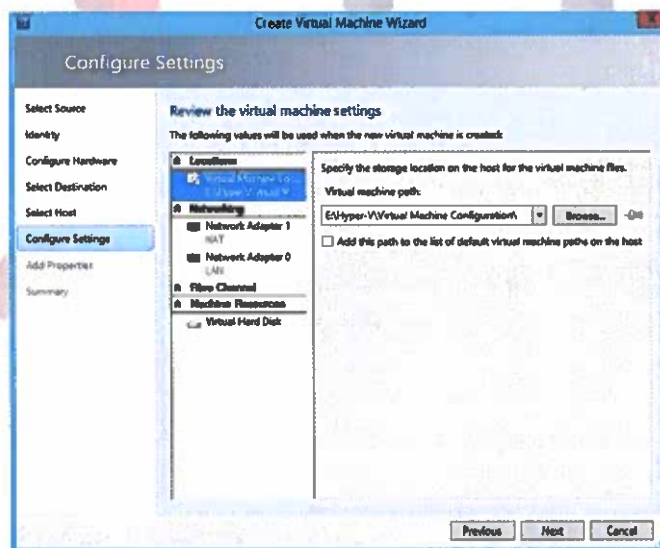 Create Virtual Machine Wizard
Configure Settings
Select Source
Identity
Configure Hardware
Select Destination
Select Host
Configure Settings
Add Properties
Summary
Review the virtual machine settings
The following values will be used when the new virtual machine is created:
Locations
Virtual Machine Lo...
Networking
Network Adapter 1
NAT
Network Adapter 0
LAN
Fibre Channel
Machine Resources
Virtual Hard Disk
Specify the storage location on the host for the virtual machine files.
Virtual machine path:
E:\Hyper-V\Virtual Machine Configuration\
Browse...
Add this path to the list of default virtual machine paths on the host
Previous
Next
Cancel